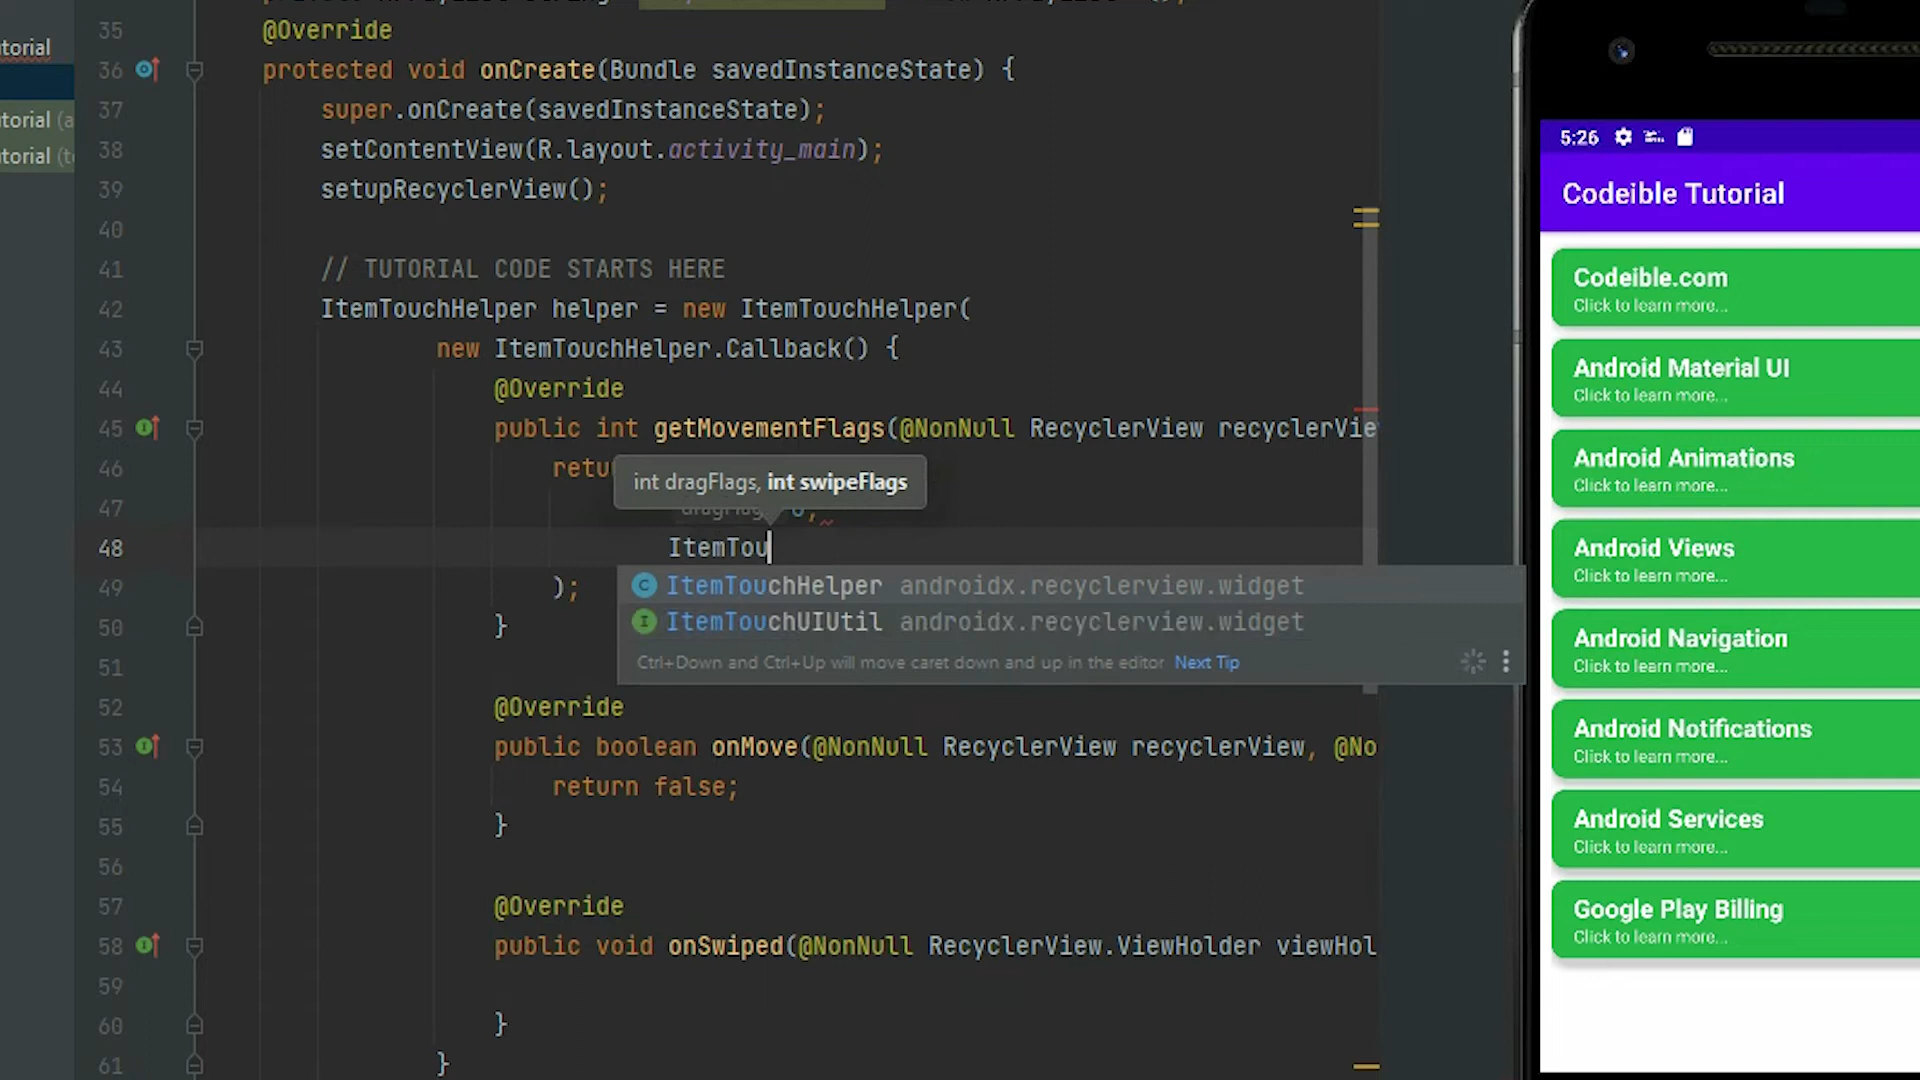 35
@Override
torial
36 protected void onCreate(Bundle savedInstanceState) {
37 super.onCreate(savedInstanceState);
torial (a
38 setContentView(R.layout.activity_main);
torial (t
39 setupRecyclerView();
40
41 // TUTORIAL CODE STARTS HERE
42 ItemTouchHelper helper = new ItemTouchHelper(
43 new ItemTouchHelper.Callback() {
44 @Override
45 public int getMovementFlags(@NonNull RecyclerView recyclerVie
46 retu
int dragFlags, int swipeFlags
47
48 ItemTou
49 );
ItemTouchHelper androidx.recyclerview.widget
ItemTouchUIUtil androidx.recyclerview.widget
Ctrl+Down and Ctrl+Up will move caret down and up in the editor Next Tip
50 }
51
52 @Override
53 public boolean onMove(@NonNull RecyclerView recyclerView, @No
54 return false;
55 }
56
57 @Override
58 public void onSwiped(@NonNull RecyclerView.ViewHolder viewHol
59
60 }
61 }
5:26
Codeible Tutorial
Codeible.com
Click to learn more...
Android Material UI
Click to learn more...
Android Animations
Click to learn more...
Android Views
Click to learn more...
Android Navigation
Click to learn more...
Android Notifications
Click to learn more...
Android Services
Click to learn more...
Google Play Billing
Click to learn more...